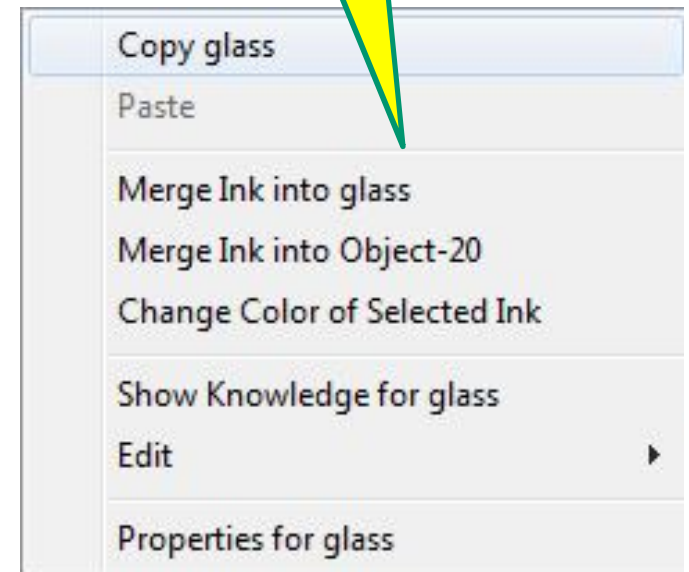 Copy glass
Paste
Merge Ink into glass
Merge Ink into Object-20
Change Color of Selected Ink
Show Knowledge for glass
Edit
Properties for glass